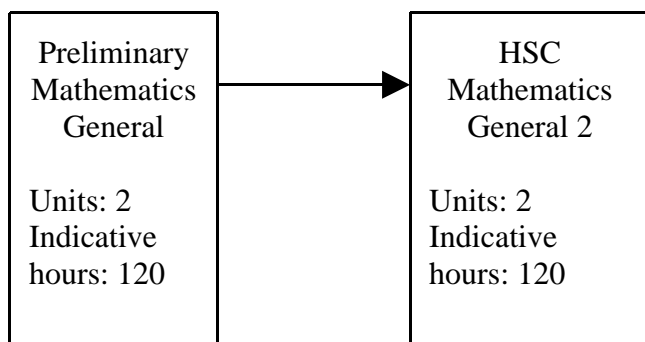 Preliminary
Mathematics
General
Units: 2
Indicative
hours: 120
HSC
Mathematics
General 2
Units: 2
Indicative
hours: 120